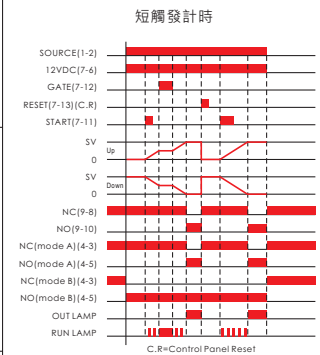 短觸發計時
SOURCE(1-2)
12VDC(7-6)
GATE(7-12)
RESET(7-13)(C.R)
START(7-11)
SV
Up
0
SV
Down
0
NC(9-8)
NO(9-10)
NC(mode A)(4-3)
NO(mode A)(4-5)
NC(mode B)(4-3)
NO(mode B)(4-5)
OUT LAMP
RUN LAMP
C.R=Control Panel Reset